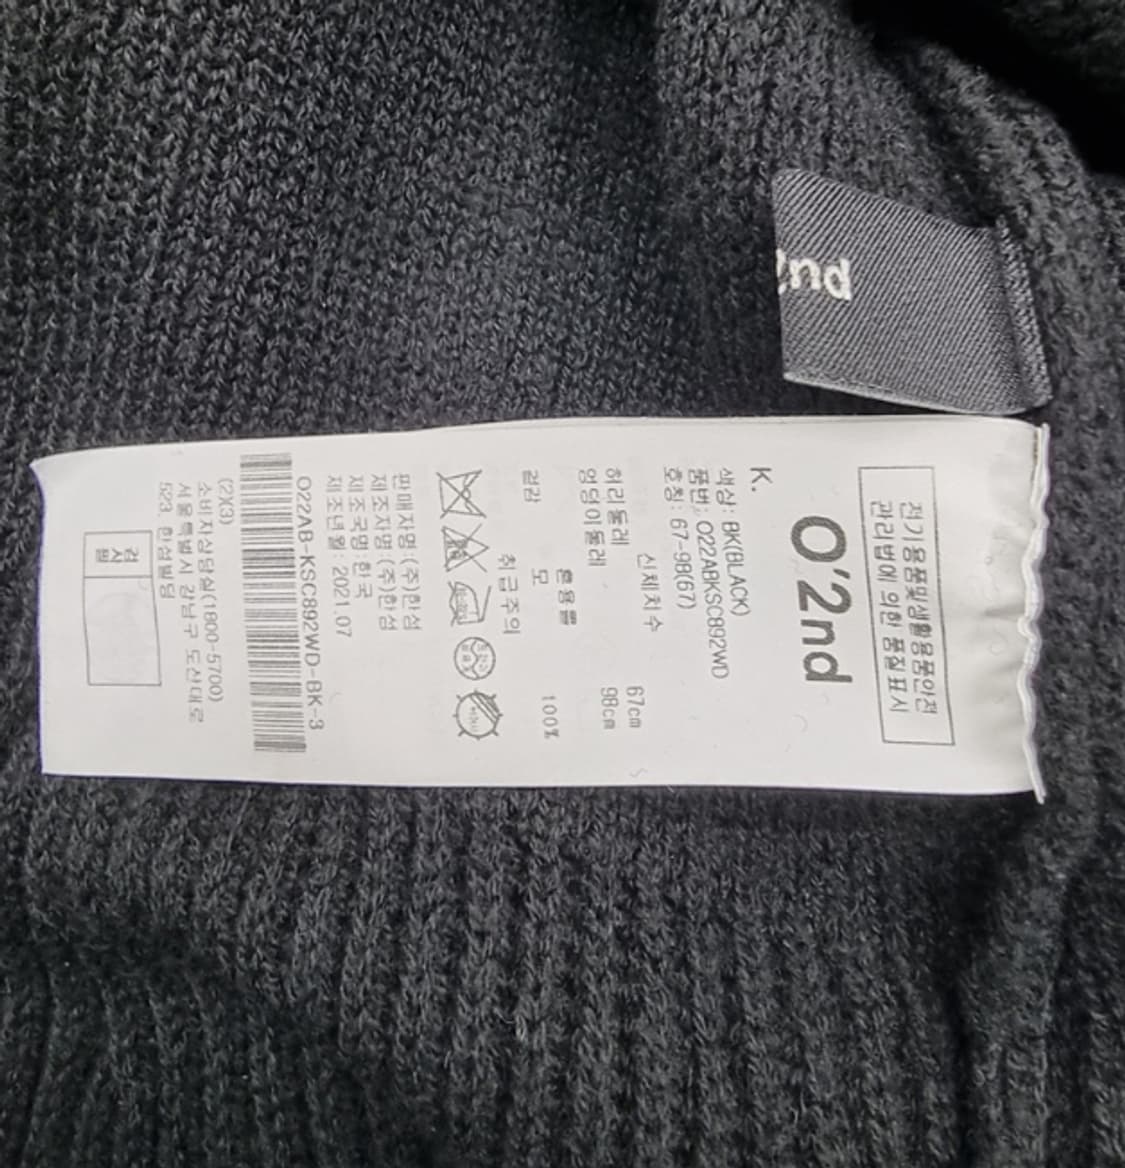 2nd
전기용품및생활용품안전
관리법에 의한 품질표시
O'2nd
K.
색상: BK(BLACK)
품번: O22ABKSC892WD
호칭: 67-98(67)
신체치수
허리둘레 67cm
엉덩이둘레 98cm
혼용률
겉감 모 100%
취급주의
판매자명:(주)한섬
제조자명:(주)한섬
제조국명:한국
제조년월: 2021.07
O22AB-KSC892WD-BK-3
(2X3)
소비자상담실(1800-5700)
서울특별시 강남구 도산대로
523 한섬빌딩
검사필